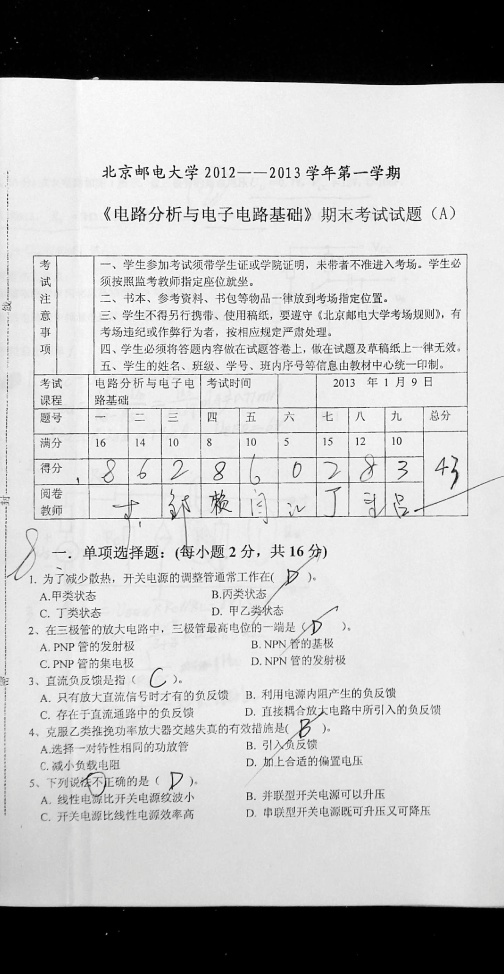 北京邮电大学2012——2013学年第一学期
《电路分析与电子电路基础》期末考试试题（A）
考试注意事项
一、学生参加考试须带学生证或学院证明，未带者不准进入考场。学生必
须按照监考教师指定座位就坐。
二、书本、参考资料、书包等物品一律放到考场指定位置。
三、学生不得另行携带、使用稿纸，要遵守《北京邮电大学考场规则》，有
考场违纪或作弊行为者，按相应规定严肃处理。
四、学生必须将答题内容做在试题答卷上，做在试题及草稿纸上一律无效。
五、学生的姓名、班级、学号、班内序号等信息由教材中心统一印制。
考试课程 电路分析与电子电路基础 考试时间 2013 年 1 月 9 日
题号 一 二 三 四 五 六 七 八 九 总分
满分 16 14 10 8 10 5 15 12 10
得分 8 6 2 8 6 0 2 8 3 43
阅卷教师
线
封
8
一．单项选择题：(每小题 2 分，共 16 分)
1. 为了减少散热，开关电源的调整管通常工作在( D )。
A.甲类状态 B.丙类状态
C. 丁类状态 D. 甲乙类状态
2、在三极管的放大电路中，三极管最高电位的一端是（ D ）。
A. PNP 管的发射极 B. NPN 管的基极
C. PNP 管的集电极 D. NPN 管的发射极
3、直流负反馈是指（ C ）。
A. 只有放大直流信号时才有的负反馈 B. 利用电源内阻产生的负反馈
C. 存在于直流通路中的负反馈 D. 直接耦合放大电路中所引入的负反馈
4、克服乙类推挽功率放大器交越失真的有效措施是( B )。
A.选择一对特性相同的功放管 B. 引入负反馈
C. 减小负载电阻 D. 加上合适的偏置电压
5、下列说法不正确的是（ D ）。
A. 线性电源比开关电源纹波小 B. 并联型开关电源可以升压
C. 开关电源比线性电源效率高 D. 串联型开关电源既可升压又可降压